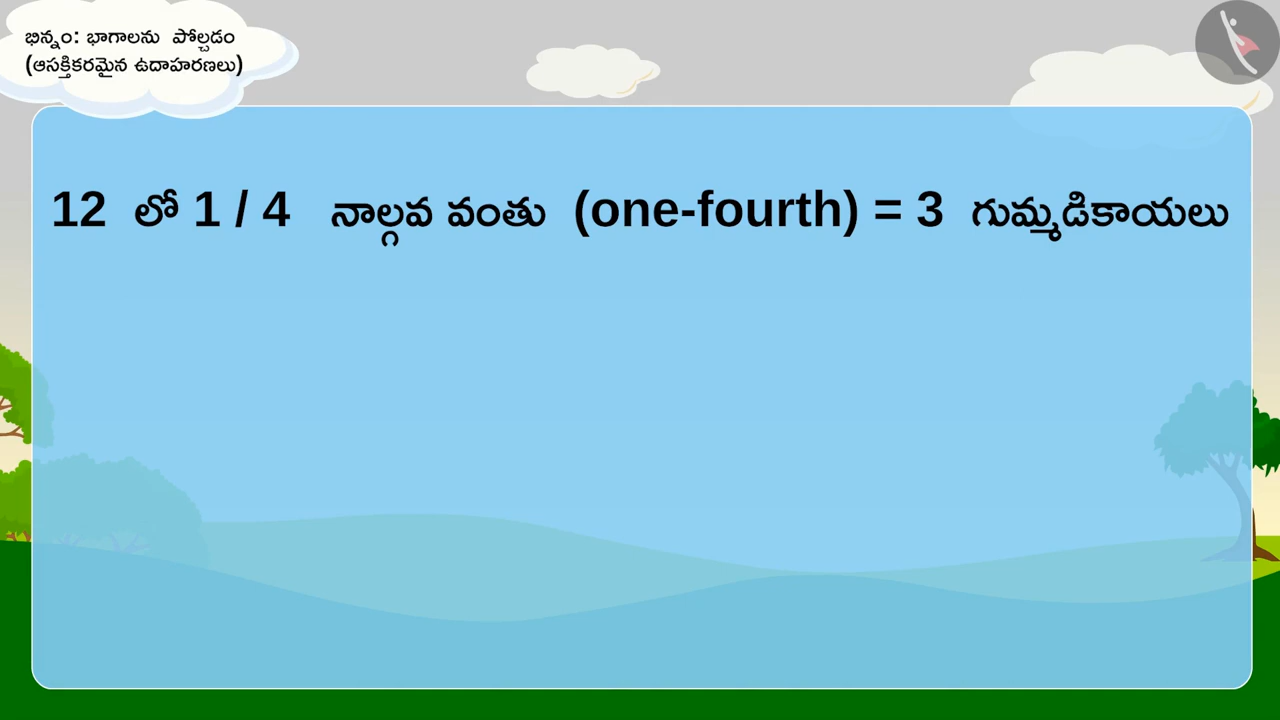 భిన్నం: భాగాలను పోల్చడం
(ఆసక్తికరమైన ఉదాహరణలు)
12 లో 1 / 4 నాల్గవ వంతు (one-fourth) = 3 గుమ్మడికాయలు